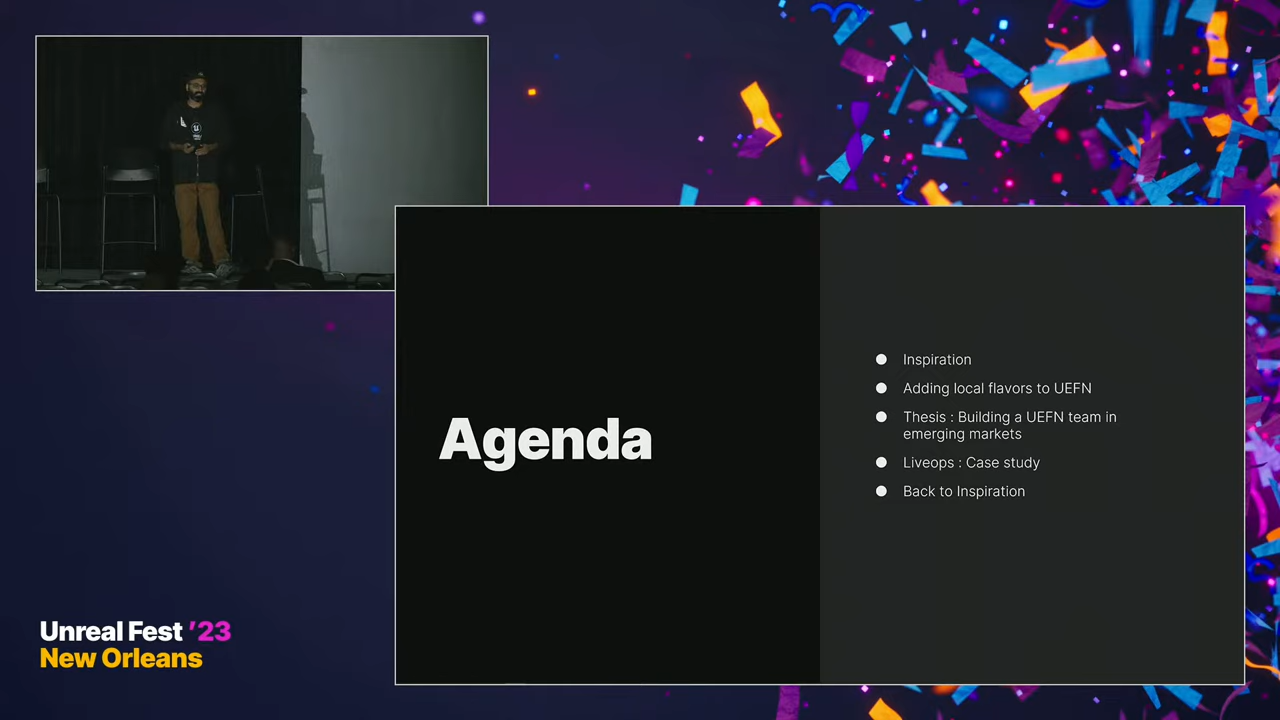 Agenda
Inspiration
Adding local flavors to UEFN
Thesis : Building a UEFN team in
emerging markets
Liveops : Case study
Back to Inspiration
Unreal Fest ’23
New Orleans